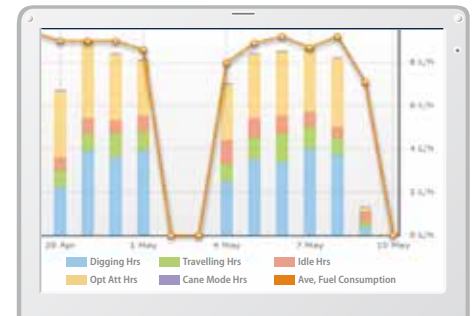 8 L/h
6 L/h
4 L/h
0 L/h
28 Apr 1 May 4 May 7 May 10 May
Digging Hrs Travelling Hrs Idle Hrs
Opt Att Hrs Cane Mode Hrs Ave, Fuel Consumption